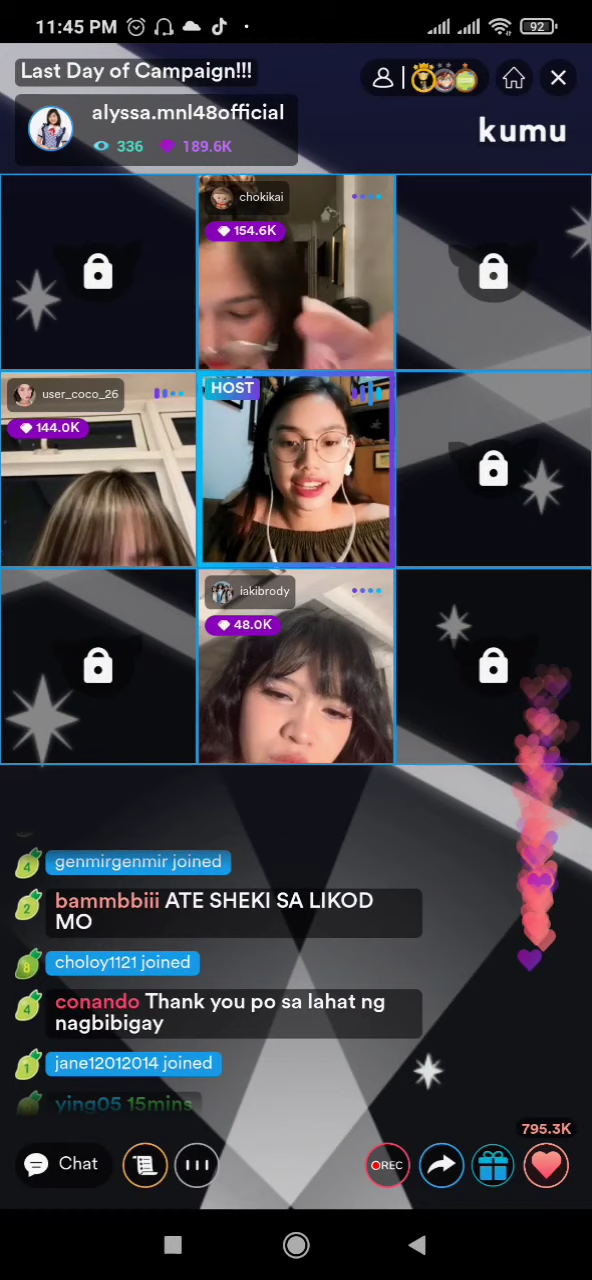 11:45 PM
92
Last Day of Campaign!!!
alyssa.mnl48official
336 189.6K
kumu
chokikai
154.6K
user_coco_26
144.0K
HOST
iakibrody
48.0K
4 genmirgenmir joined
2 bammbbiii ATE SHEKI SA LIKOD
MO
8 choloy1121 joined
4 conando Thank you po sa lahat ng
nagbibigay
1 jane12012014 joined
ying05 15mins
795.3K
Chat
REC